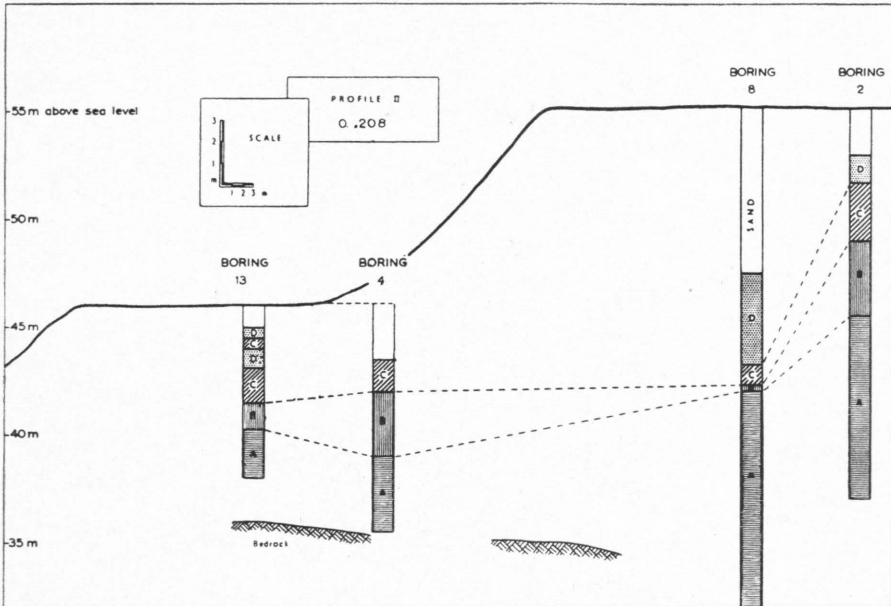 BORING
8
BORING
2
55 m above sea level
PROFILE II
0.208
3
2
1
m
SCALE
1 2 3 m
D
C
B
A
50 m
SAND
BORING
13
BORING
4
45 m
D
C
D
C
B
A
C
B
A
D
C
A
40 m
35 m
Bedrock